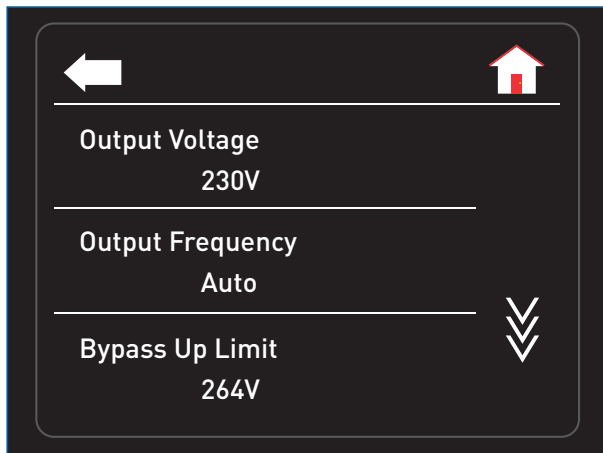 Output Voltage
230V
Output Frequency
Auto
Bypass Up Limit
264V